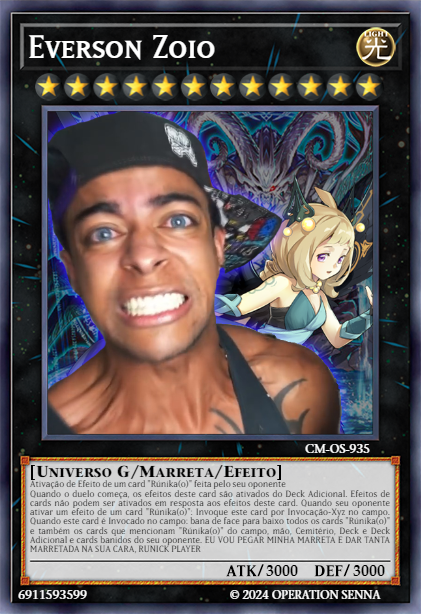 Everson Zoio
LIGHT
光
CM-OS-935
[Universo G/Marreta/Efeito]
Ativação de Efeito de um card "Rúnika(o)" feita pelo seu oponente
Quando o duelo começa, os efeitos deste card são ativados do Deck Adicional. Efeitos de
cards não podem ser ativados em resposta aos efeitos deste card. Quando seu oponente
ativar um efeito de um card "Rúnika(o)": Invoque este card por Invocação-Xyz no campo.
Quando este card é Invocado no campo: bana de face para baixo todos os cards "Rúnika(o)"
e também os cards que mencionam "Rúnika(o)" do campo, mão, Cemitério, Deck e Deck
Adicional e cards banidos do seu oponente. EU VOU PEGAR MINHA MARRETA E DAR TANTA
MARRETADA NA SUA CARA, RUNICK PLAYER
ATK/3000 DEF/3000
6911593599 © 2024 OPERATION SENNA